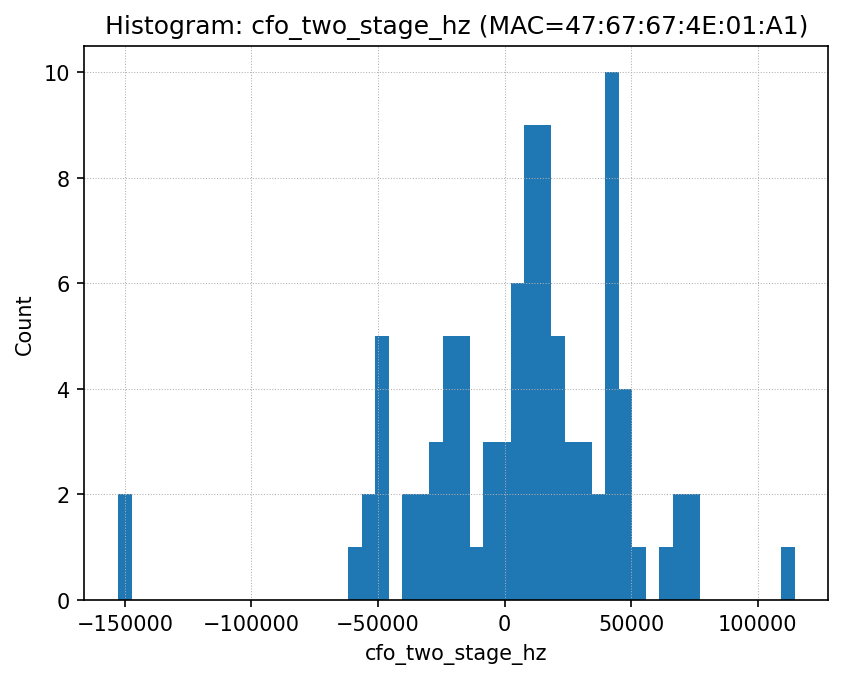 Histogram: cfo_two_stage_hz (MAC=47:67:67:4E:01:A1)
10
8
6
4
2
0
Count
−150000 −100000 −50000 0 50000 100000
cfo_two_stage_hz